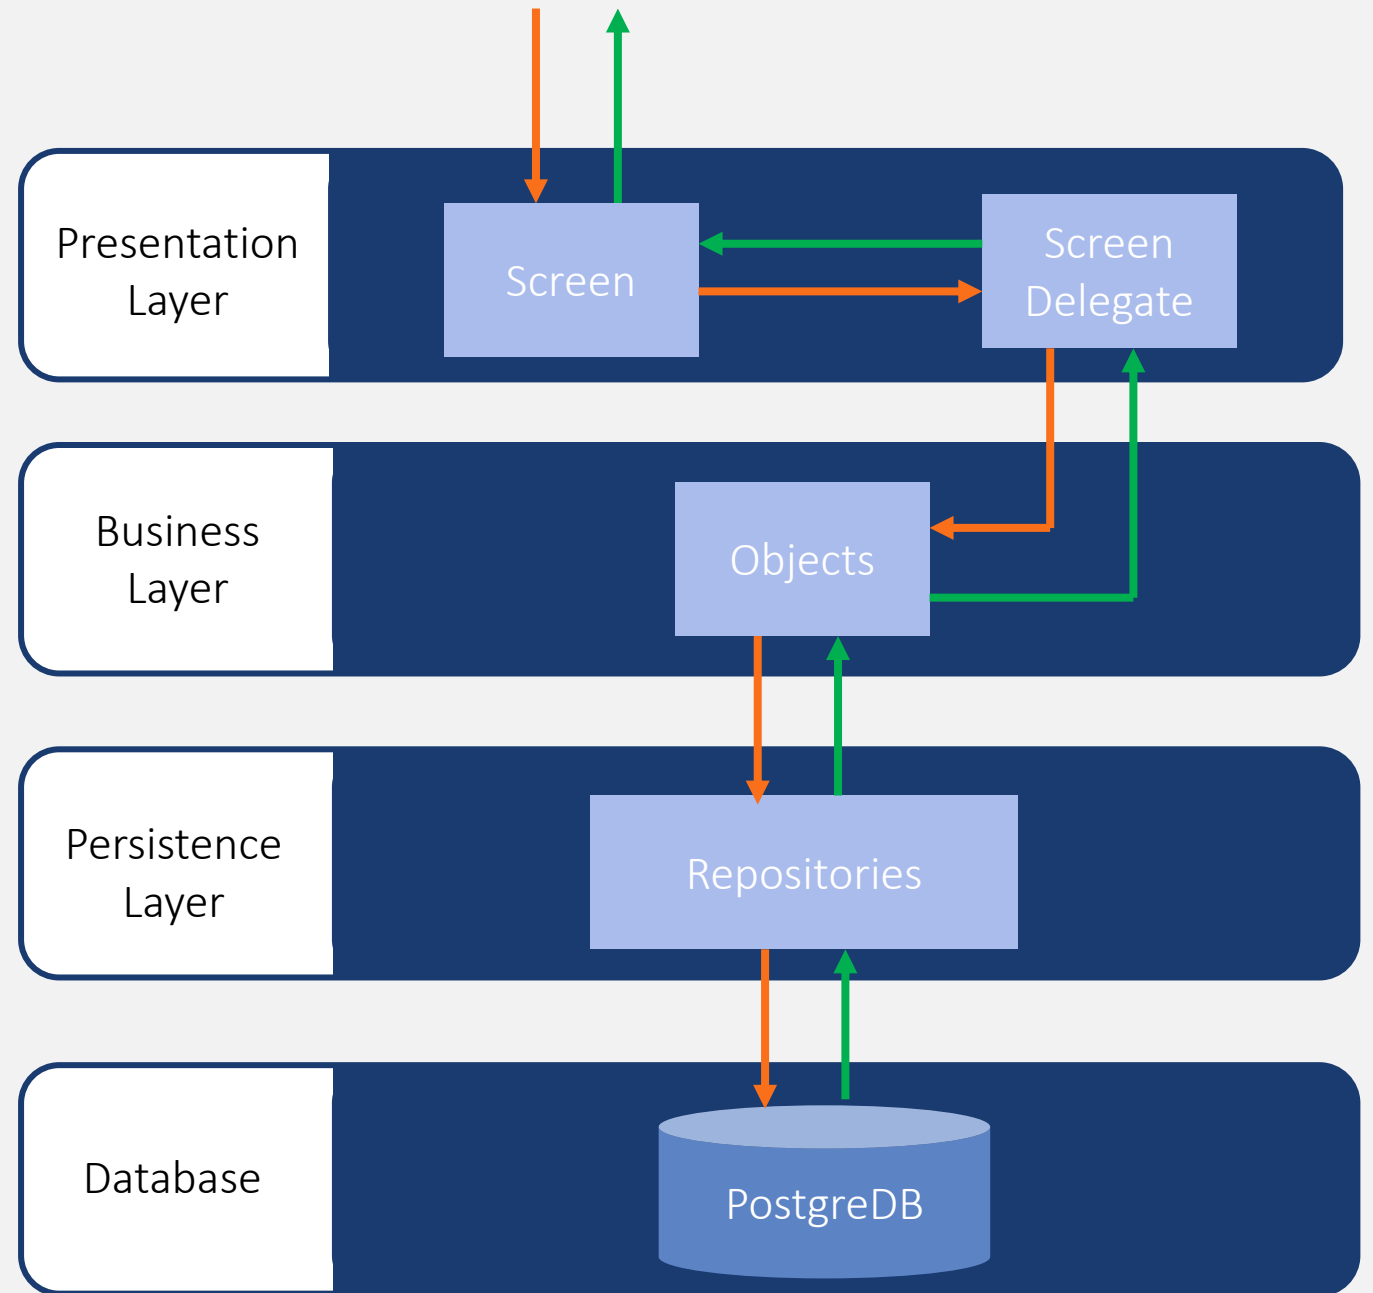 Presentation
Layer
Screen
Screen
Delegate
Business
Layer
Objects
Persistence
Layer
Repositories
Database
PostgreDB